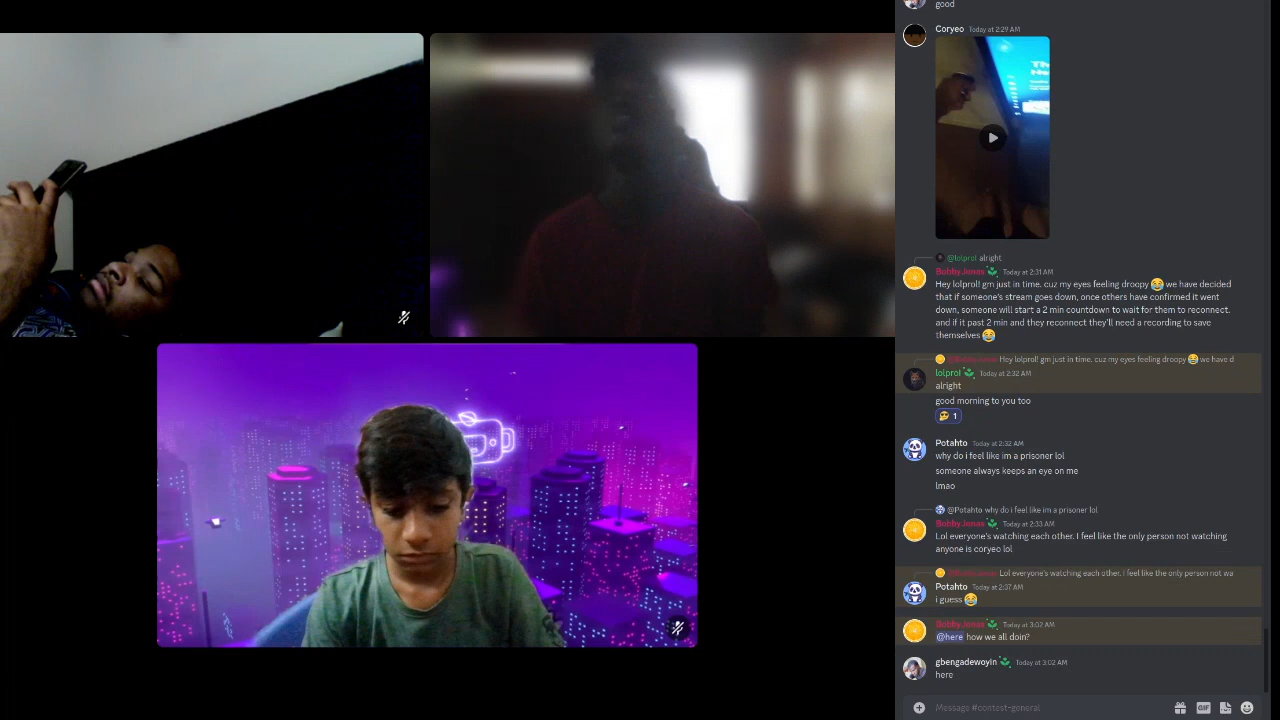 good
Coryeo Today at 2:29 AM
@lolprol alright
BobbyJonas Today at 2:31 AM
Hey lolprol! gm just in time. cuz my eyes feeling droopy 😂 we have decided
that if someone's stream goes down, once others have confirmed it went
down, someone will start a 2 min countdown to wait for them to reconnect.
and if it past 2 min and they reconnect they'll need a recording to save
themselves 😂
Hey lolprol! gm just in time. cuz my eyes feeling droopy 😂 we have d
lolprol Today at 2:32 AM
alright
good morning to you too
1
Potahto Today at 2:32 AM
why do i feel like im a prisoner lol
someone always keeps an eye on me
lmao
@Potahto why do i feel like im a prisoner lol
BobbyJonas Today at 2:33 AM
Lol everyone's watching each other. I feel like the only person not watching
anyone is coryeo lol
Lol everyone's watching each other. I feel like the only person not wa
Potahto Today at 2:37 AM
i guess 😂
BobbyJonas Today at 3:02 AM
@here how we all doin?
gbengadewoyin Today at 3:02 AM
here
Message #contest-general
GIF